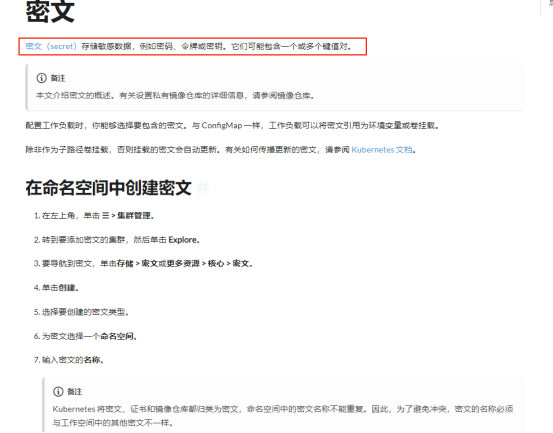 密文
密文（secret）存储敏感数据，例如密码、令牌或密钥。它们可能包含一个或多个键值对。
备注
本文介绍密文的概述。有关设置私有镜像仓库的详细信息，请参阅镜像仓库。
配置工作负载时，你能够选择要包含的密文。与 ConfigMap 一样，工作负载可以将密文引用为环境变量或卷挂载。
除非作为子路径卷挂载，否则挂载的密文会自动更新。有关如何传播更新的密文，请参阅 Kubernetes 文档。
在命名空间中创建密文 #
1. 在左上角，单击 ☰ > 集群管理。
2. 转到要添加密文的集群，然后单击 Explore。
3. 要导航到密文，单击存储 > 密文或更多资源 > 核心 > 密文。
4. 单击创建。
5. 选择要创建的密文类型。
6. 为密文选择一个命名空间。
7. 输入密文的名称。
备注
Kubernetes 将密文、证书和镜像仓库都归类为密文，命名空间中的密文名称不能重复。因此，为了避免冲突，密文的名称必须
与工作空间中的其他密文不一样。